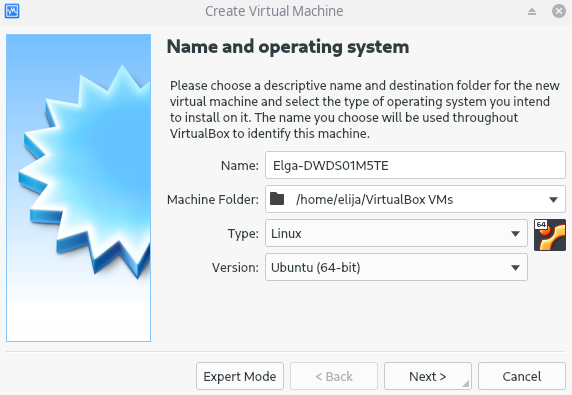 Create Virtual Machine
Name and operating system
Please choose a descriptive name and destination folder for the new
virtual machine and select the type of operating system you intend
to install on it. The name you choose will be used throughout
VirtualBox to identify this machine.
Name: Elga-DWDS01M5TE
Machine Folder: /home/elija/VirtualBox VMs
Type: Linux
64
Version: Ubuntu (64-bit)
Expert Mode < Back Next > Cancel